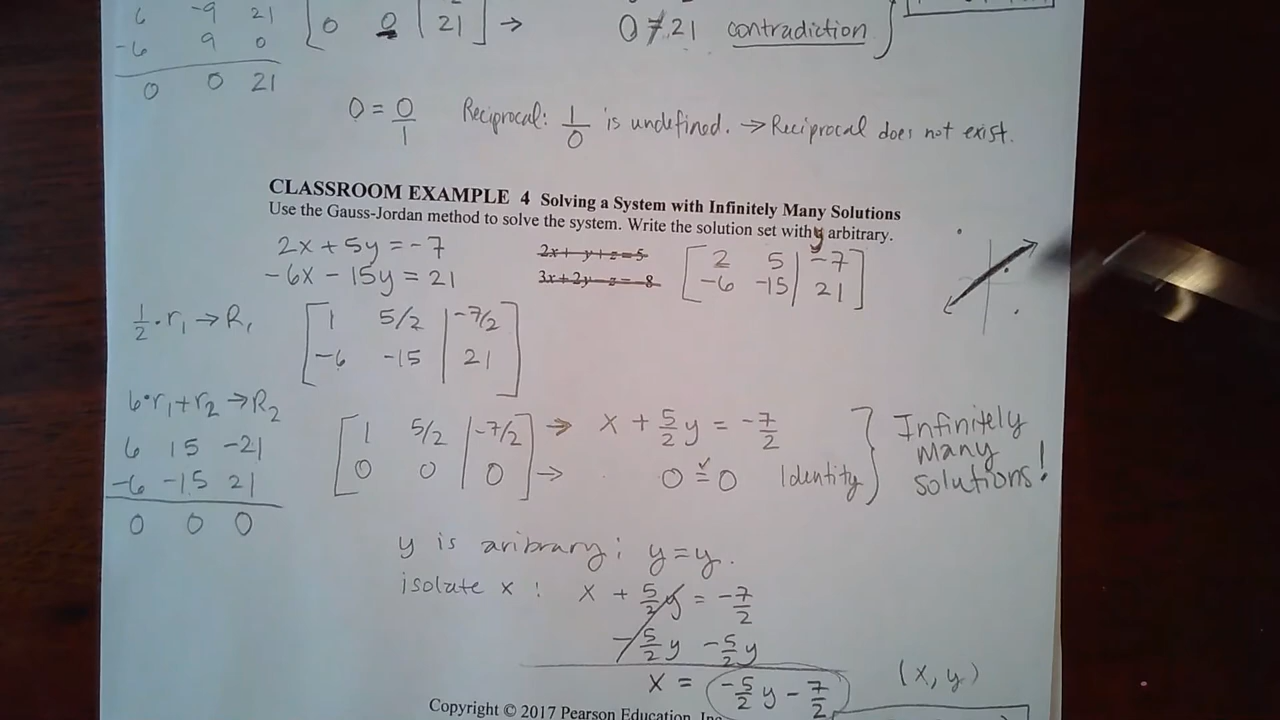 6 -9 21
-6 9 0
0 0 21
[0 0 | 21] → 0 ≠ 21 contradiction
0 = 0/1 Reciprocal: 1/0 is undefined. → Reciprocal does not exist.
CLASSROOM EXAMPLE 4 Solving a System with Infinitely Many Solutions
Use the Gauss-Jordan method to solve the system. Write the solution set with y arbitrary.
2x + 5y = -7
-6x - 15y = 21
2x + y + z = 5
3x + 2y - z = -8
[2 5 | -7]
[-6 -15 | 21]
1/2 · r₁ → R₁
[1 5/2 | -7/2]
[-6 -15 | 21]
6·r₁ + r₂ → R₂
6 15 -21
-6 -15 21
0 0 0
[1 5/2 | -7/2] → x + 5/2 y = -7/2
[0 0 | 0] → 0 = 0 Identity
Infinitely
many
solutions!
y is aribrary; y = y.
isolate x : x + 5/2 y = -7/2
-5/2 y -5/2 y
x = -5/2 y - 7/2
(x, y)
Copyright © 2017 Pearson Education, Inc